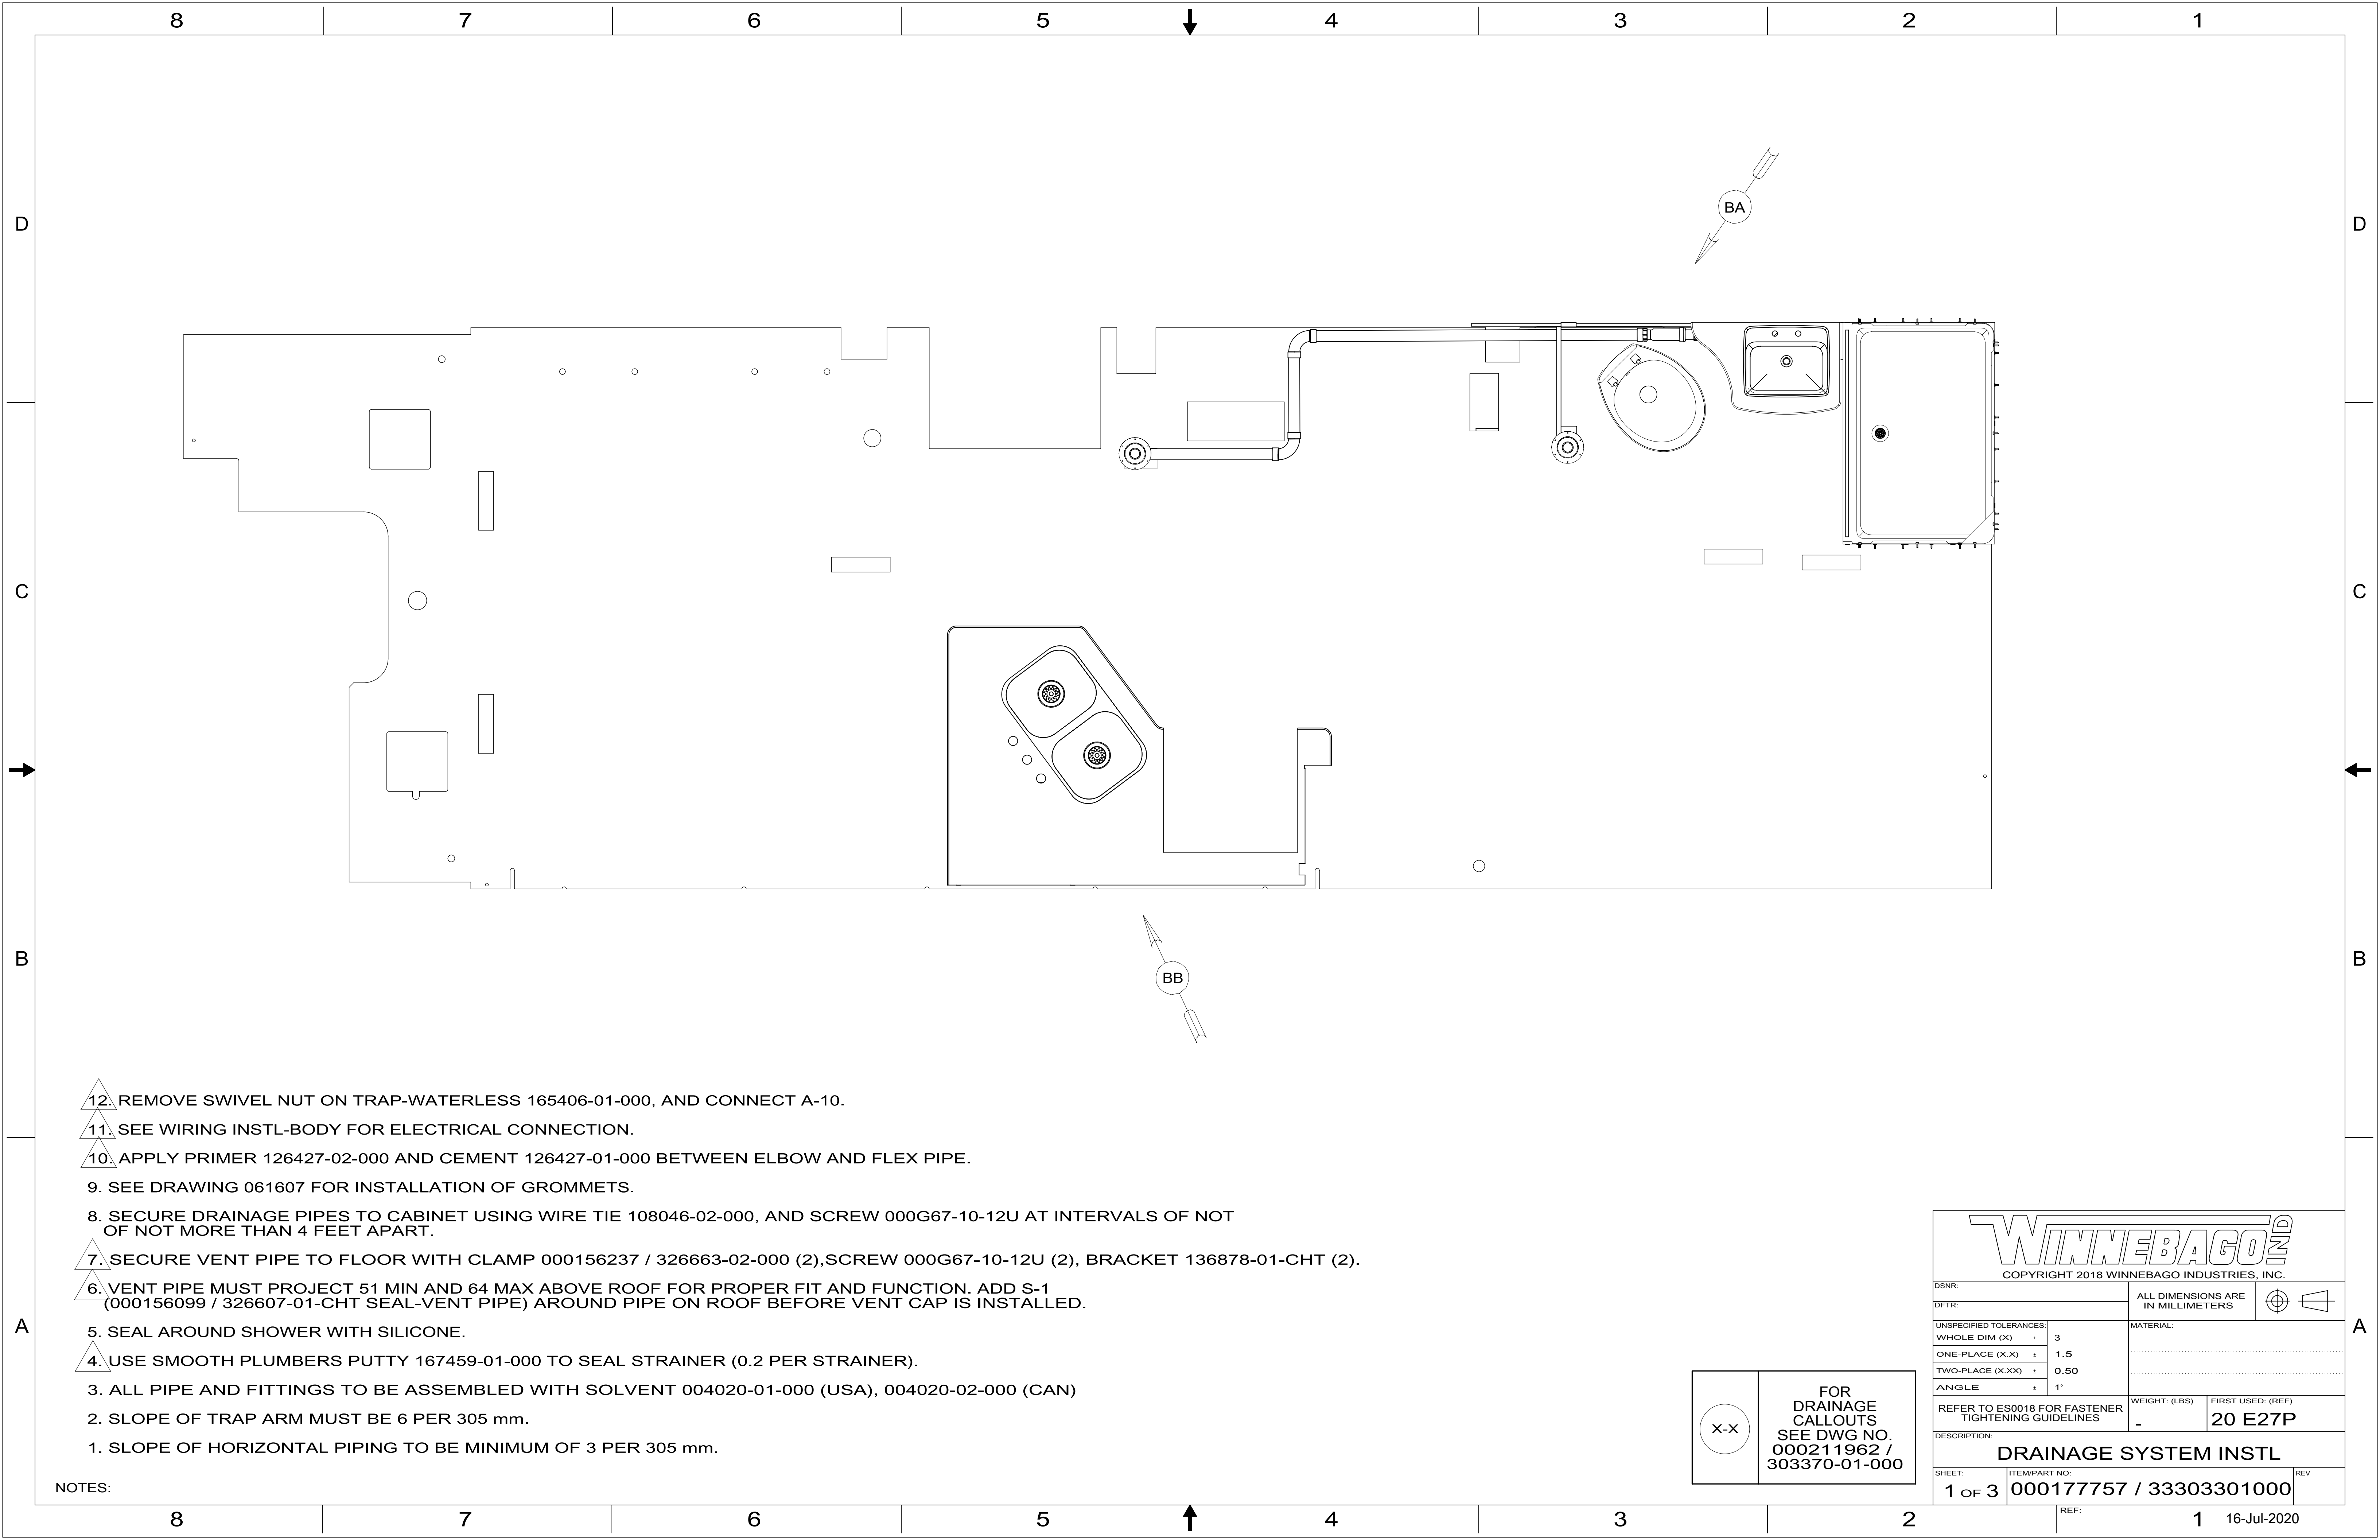 8 7 6 5 4 3 2 1
D D
BA
C C
BB
B B
12. REMOVE SWIVEL NUT ON TRAP-WATERLESS 165406-01-000, AND CONNECT A-10.
11. SEE WIRING INSTL-BODY FOR ELECTRICAL CONNECTION.
10. APPLY PRIMER 126427-02-000 AND CEMENT 126427-01-000 BETWEEN ELBOW AND FLEX PIPE.
9. SEE DRAWING 061607 FOR INSTALLATION OF GROMMETS.
8. SECURE DRAINAGE PIPES TO CABINET USING WIRE TIE 108046-02-000, AND SCREW 000G67-10-12U AT INTERVALS OF NOT
OF NOT MORE THAN 4 FEET APART.
7. SECURE VENT PIPE TO FLOOR WITH CLAMP 000156237 / 326663-02-000 (2),SCREW 000G67-10-12U (2), BRACKET 136878-01-CHT (2).
6. VENT PIPE MUST PROJECT 51 MIN AND 64 MAX ABOVE ROOF FOR PROPER FIT AND FUNCTION. ADD S-1
(000156099 / 326607-01-CHT SEAL-VENT PIPE) AROUND PIPE ON ROOF BEFORE VENT CAP IS INSTALLED.
5. SEAL AROUND SHOWER WITH SILICONE.
4. USE SMOOTH PLUMBERS PUTTY 167459-01-000 TO SEAL STRAINER (0.2 PER STRAINER).
3. ALL PIPE AND FITTINGS TO BE ASSEMBLED WITH SOLVENT 004020-01-000 (USA), 004020-02-000 (CAN)
2. SLOPE OF TRAP ARM MUST BE 6 PER 305 mm.
1. SLOPE OF HORIZONTAL PIPING TO BE MINIMUM OF 3 PER 305 mm.
NOTES:
A A
X-X
FOR
DRAINAGE
CALLOUTS
SEE DWG NO.
000211962 /
303370-01-000
WINNEBAGO IND
COPYRIGHT 2018 WINNEBAGO INDUSTRIES, INC.
DSNR:
DFTR:
ALL DIMENSIONS ARE
IN MILLIMETERS
UNSPECIFIED TOLERANCES:
WHOLE DIM (X) ± 3
ONE-PLACE (X.X) ± 1.5
TWO-PLACE (X.XX) ± 0.50
ANGLE ± 1°
MATERIAL:
REFER TO ES0018 FOR FASTENER
TIGHTENING GUIDELINES
WEIGHT: (LBS)
-
FIRST USED: (REF)
20 E27P
DESCRIPTION:
DRAINAGE SYSTEM INSTL
SHEET:
1 OF 3
ITEM/PART NO:
000177757 / 33303301000
REV
REF:
8 7 6 5 4 3 2 1
16-Jul-2020